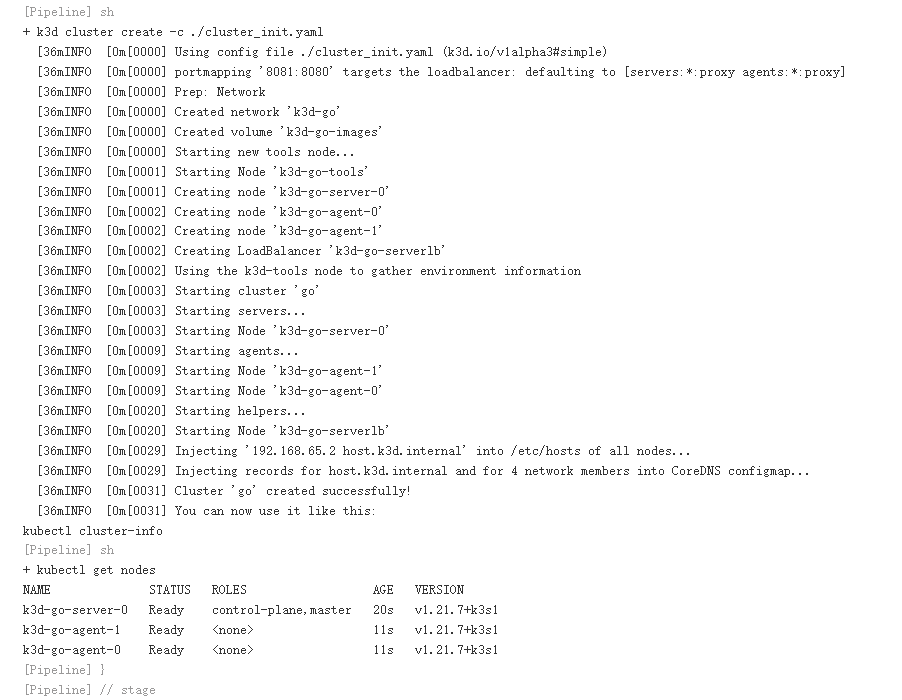 [Pipeline] sh
+ k3d cluster create -c ./cluster_init.yaml
[36mINFO [0m[0000] Using config file ./cluster_init.yaml (k3d.io/v1alpha3#simple)
[36mINFO [0m[0000] portmapping '8081:8080' targets the loadbalancer: defaulting to [servers:*:proxy agents:*:proxy]
[36mINFO [0m[0000] Prep: Network
[36mINFO [0m[0000] Created network 'k3d-go'
[36mINFO [0m[0000] Created volume 'k3d-go-images'
[36mINFO [0m[0000] Starting new tools node...
[36mINFO [0m[0001] Starting Node 'k3d-go-tools'
[36mINFO [0m[0001] Creating node 'k3d-go-server-0'
[36mINFO [0m[0002] Creating node 'k3d-go-agent-0'
[36mINFO [0m[0002] Creating node 'k3d-go-agent-1'
[36mINFO [0m[0002] Creating LoadBalancer 'k3d-go-serverlb'
[36mINFO [0m[0002] Using the k3d-tools node to gather environment information
[36mINFO [0m[0003] Starting cluster 'go'
[36mINFO [0m[0003] Starting servers...
[36mINFO [0m[0003] Starting Node 'k3d-go-server-0'
[36mINFO [0m[0009] Starting agents...
[36mINFO [0m[0009] Starting Node 'k3d-go-agent-1'
[36mINFO [0m[0009] Starting Node 'k3d-go-agent-0'
[36mINFO [0m[0020] Starting helpers...
[36mINFO [0m[0020] Starting Node 'k3d-go-serverlb'
[36mINFO [0m[0029] Injecting '192.168.65.2 host.k3d.internal' into /etc/hosts of all nodes...
[36mINFO [0m[0029] Injecting records for host.k3d.internal and for 4 network members into CoreDNS configmap...
[36mINFO [0m[0031] Cluster 'go' created successfully!
[36mINFO [0m[0031] You can now use it like this:
kubectl cluster-info
[Pipeline] sh
+ kubectl get nodes
NAME STATUS ROLES AGE VERSION
k3d-go-server-0 Ready control-plane,master 20s v1.21.7+k3s1
k3d-go-agent-1 Ready <none> 11s v1.21.7+k3s1
k3d-go-agent-0 Ready <none> 11s v1.21.7+k3s1
[Pipeline] }
[Pipeline] // stage